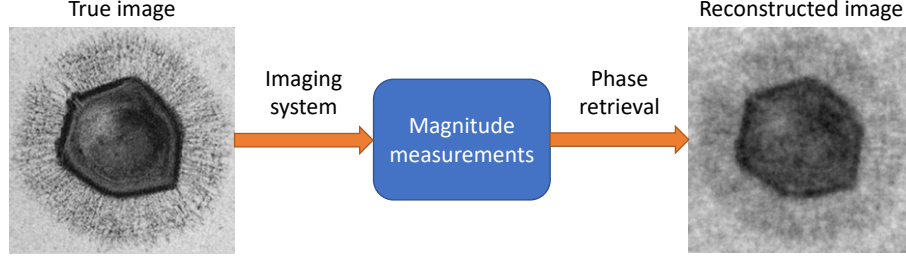 True image
Imaging
system
Magnitude
measurements
Phase
retrieval
Reconstructed image